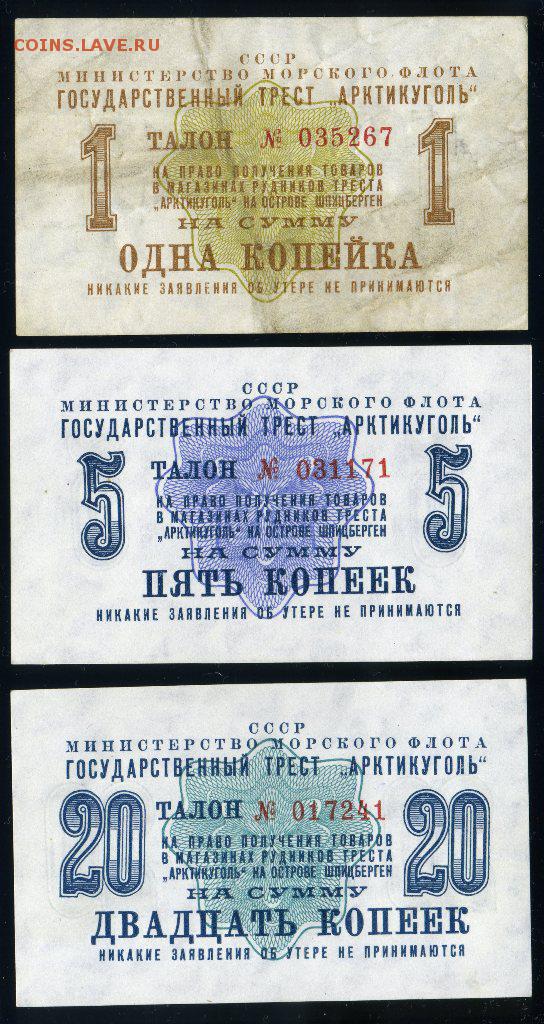 COINS.LAVE.RU
СССР
МИНИСТЕРСТВО МОРСКОГО ФЛОТА
ГОСУДАРСТВЕННЫЙ ТРЕСТ „АРКТИКУГОЛЬ“
1 ТАЛОН № 035267 1
НА ПРАВО ПОЛУЧЕНИЯ ТОВАРОВ
В МАГАЗИНАХ РУДНИКОВ ТРЕСТА
„АРКТИКУГОЛЬ“ НА ОСТРОВЕ ШПИЦБЕРГЕН
НА СУММУ
ОДНА КОПЕЙКА
НИКАКИЕ ЗАЯВЛЕНИЯ ОБ УТЕРЕ НЕ ПРИНИМАЮТСЯ
СССР
МИНИСТЕРСТВО МОРСКОГО ФЛОТА
ГОСУДАРСТВЕННЫЙ ТРЕСТ „АРКТИКУГОЛЬ“
5 ТАЛОН № 031171 5
НА ПРАВО ПОЛУЧЕНИЯ ТОВАРОВ
В МАГАЗИНАХ РУДНИКОВ ТРЕСТА
„АРКТИКУГОЛЬ“ НА ОСТРОВЕ ШПИЦБЕРГЕН
НА СУММУ
ПЯТЬ КОПЕЕК
НИКАКИЕ ЗАЯВЛЕНИЯ ОБ УТЕРЕ НЕ ПРИНИМАЮТСЯ
СССР
МИНИСТЕРСТВО МОРСКОГО ФЛОТА
ГОСУДАРСТВЕННЫЙ ТРЕСТ „АРКТИКУГОЛЬ“
20 ТАЛОН № 017241 20
НА ПРАВО ПОЛУЧЕНИЯ ТОВАРОВ
В МАГАЗИНАХ РУДНИКОВ ТРЕСТА
„АРКТИКУГОЛЬ“ НА ОСТРОВЕ ШПИЦБЕРГЕН
НА СУММУ
ДВАДЦАТЬ КОПЕЕК
НИКАКИЕ ЗАЯВЛЕНИЯ ОБ УТЕРЕ НЕ ПРИНИМАЮТСЯ